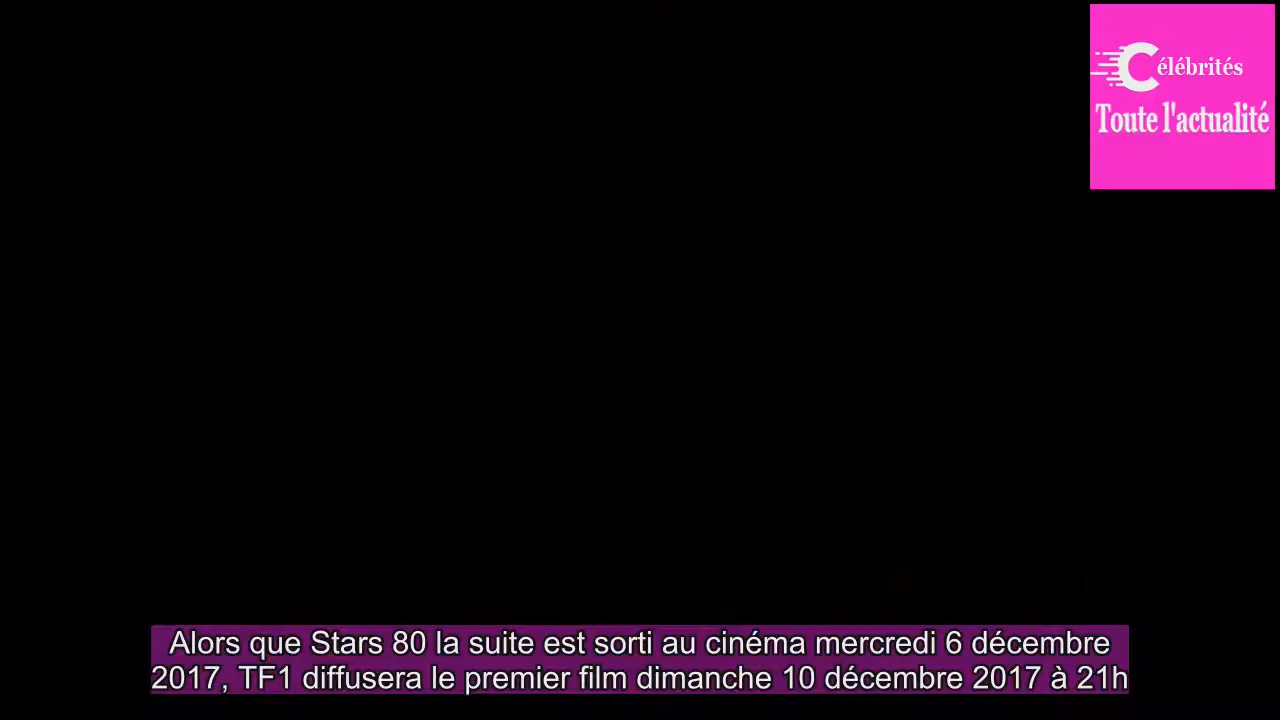 Célébrités
Toute l'actualité
Alors que Stars 80 la suite est sorti au cinéma mercredi 6 décembre
2017, TF1 diffusera le premier film dimanche 10 décembre 2017 à 21h